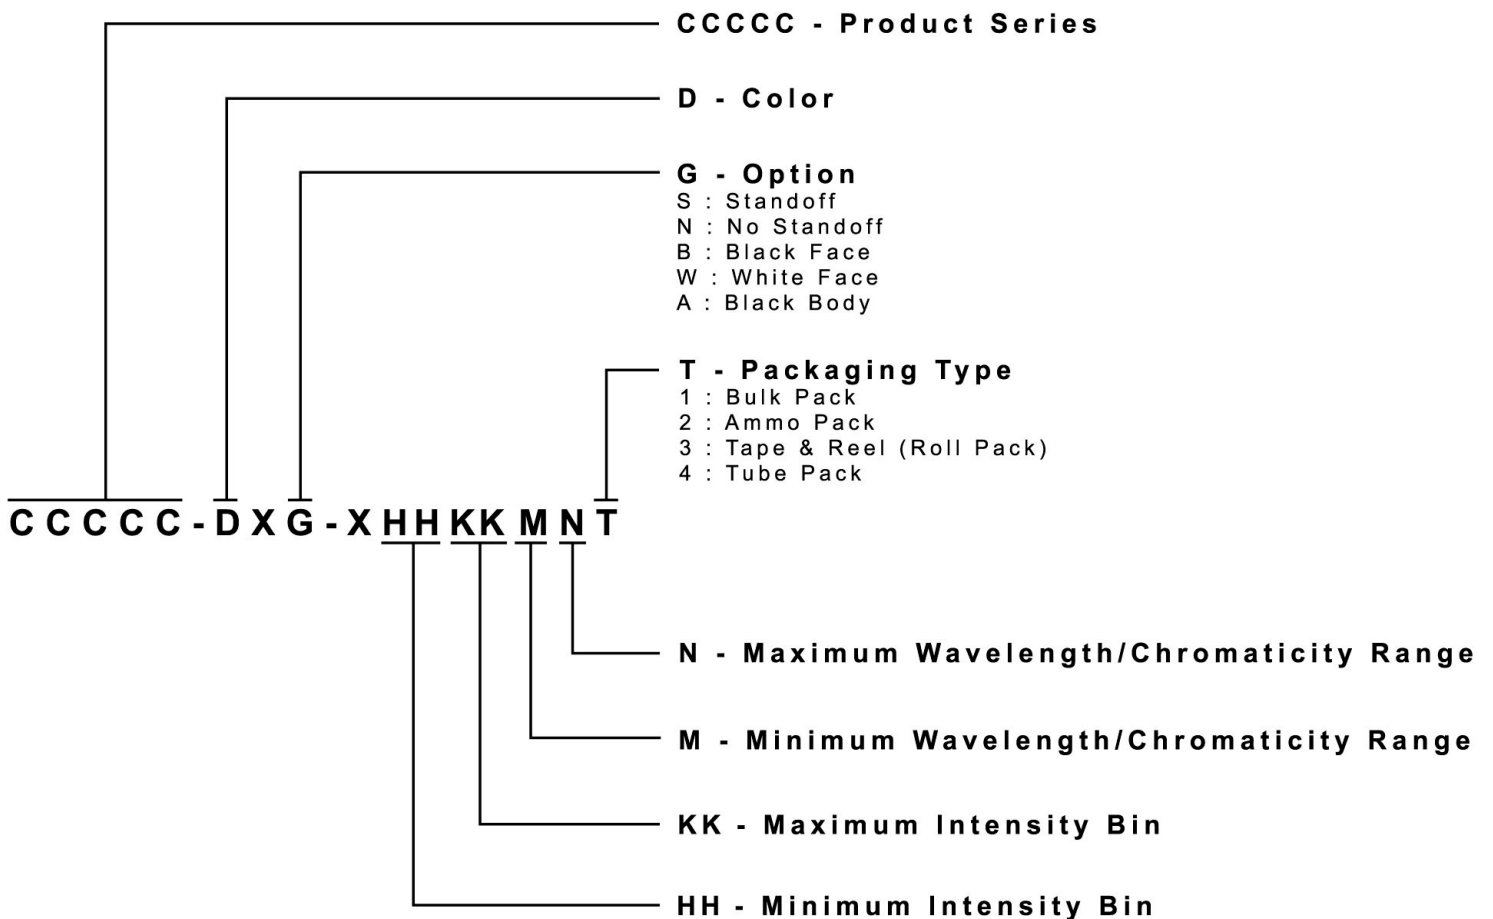 CCCCC - Product Series
D - Color
G - Option
S : Standoff
N : No Standoff
B : Black Face
W : White Face
A : Black Body
T - Packaging Type
1 : Bulk Pack
2 : Ammo Pack
3 : Tape & Reel (Roll Pack)
4 : Tube Pack
CCCCC-DXG-XHHKKMNT
N - Maximum Wavelength/Chromaticity Range
M - Minimum Wavelength/Chromaticity Range
KK - Maximum Intensity Bin
HH - Minimum Intensity Bin